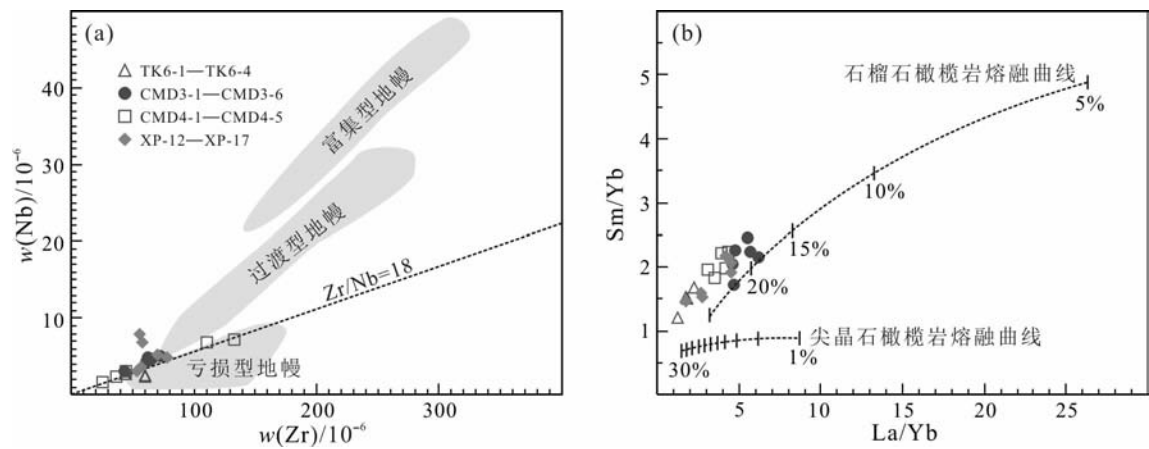 (a)
TK6-1—TK6-4
CMD3-1—CMD3-6
CMD4-1—CMD4-5
XP-12—XP-17
富集型地幔
过渡型地幔
Zr/Nb=18
亏损型地幔
40
30
20
10
100
200
300
400
w(Nb)/10⁻⁶
w(Zr)/10⁻⁶
(b)
石榴石橄榄岩熔融曲线
5%
10%
15%
20%
尖晶石橄榄岩熔融曲线
1%
30%
5
4
3
2
1
5
10
15
20
25
Sm/Yb
La/Yb